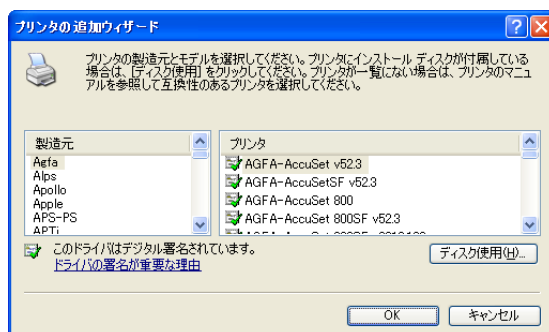 プリンタの追加ウィザード
プリンタの製造元とモデルを選択してください。プリンタにインストール ディスクが付属している
場合は、[ディスク使用] をクリックしてください。プリンタが一覧にない場合は、プリンタのマニュ
アルを参照して互換性のあるプリンタを選択してください。
製造元
Agfa
Alps
Apollo
Apple
APS-PS
APTi
プリンタ
AGFA-AccuSet v52.3
AGFA-AccuSetSF v52.3
AGFA-AccuSet 800
AGFA-AccuSet 800SF v52.3
このドライバはデジタル署名されています。
ドライバの署名が重要な理由
ディスク使用(H)...
OK
キャンセル